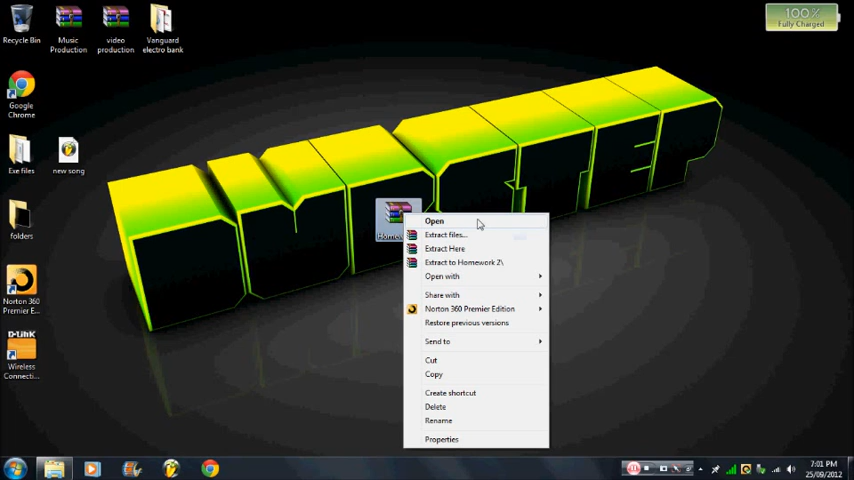 100%
Fully Charged
Recycle Bin
Music
Production
video
production
Vanguard
electro bank
Google
Chrome
Exe files
new song
folders
Norton 360
Premier E...
D-Link
Wireless
Connecti...
Open
Extract files...
Extract Here
Extract to Homework 2\
Open with
Share with
Norton 360 Premier Edition
Restore previous versions
Send to
Cut
Copy
Create shortcut
Delete
Rename
Properties
7:01 PM
25/09/2012